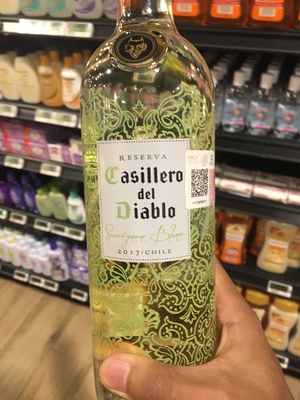 RESERVA
Casillero
del
Diablo
Sauvignon Blanc
2017/CHILE